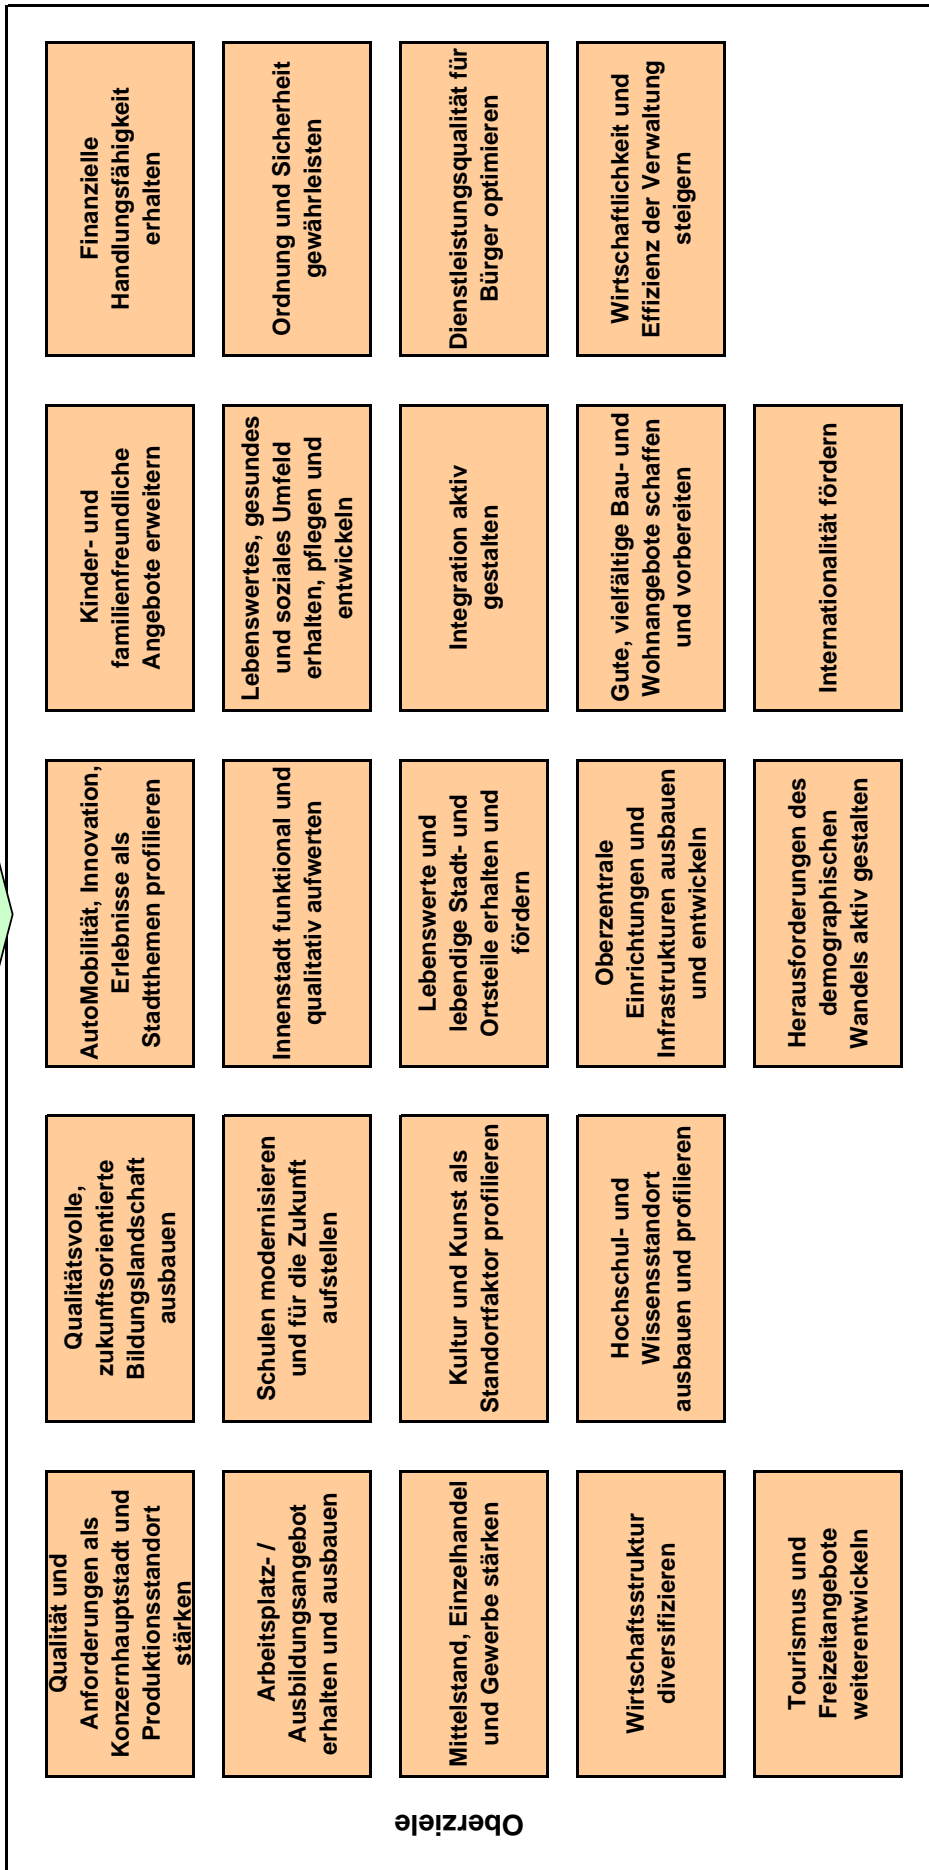 Oberziele
Qualität und
Anforderungen als
Konzernhauptstadt und
Produktionsstandort
stärken
Arbeitsplatz- /
Ausbildungsangebot
erhalten und ausbauen
Mittelstand, Einzelhandel
und Gewerbe stärken
Wirtschaftsstruktur
diversifizieren
Tourismus und
Freizeitangebote
weiterentwickeln
Qualitätsvolle,
zukunftsorientierte
Bildungslandschaft
ausbauen
Schulen modernisieren
und für die Zukunft
aufstellen
Kultur und Kunst als
Standortfaktor profilieren
Hochschul- und
Wissensstandort
ausbauen und profilieren
AutoMobilität, Innovation,
Erlebnisse als
Stadtthemen profilieren
Innenstadt funktional und
qualitativ aufwerten
Lebenswerte und
lebendige Stadt- und
Ortsteile erhalten und
fördern
Oberzentrale
Einrichtungen und
Infrastrukturen ausbauen
und entwickeln
Herausforderungen des
demographischen
Wandels aktiv gestalten
Kinder- und
familienfreundliche
Angebote erweitern
Lebenswertes, gesundes
und soziales Umfeld
erhalten, pflegen und
entwickeln
Integration aktiv
gestalten
Gute, vielfältige Bau- und
Wohnangebote schaffen
und vorbereiten
Internationalität fördern
Finanzielle
Handlungsfähigkeit
erhalten
Ordnung und Sicherheit
gewährleisten
Dienstleistungsqualität für
Bürger optimieren
Wirtschaftlichkeit und
Effizienz der Verwaltung
steigern